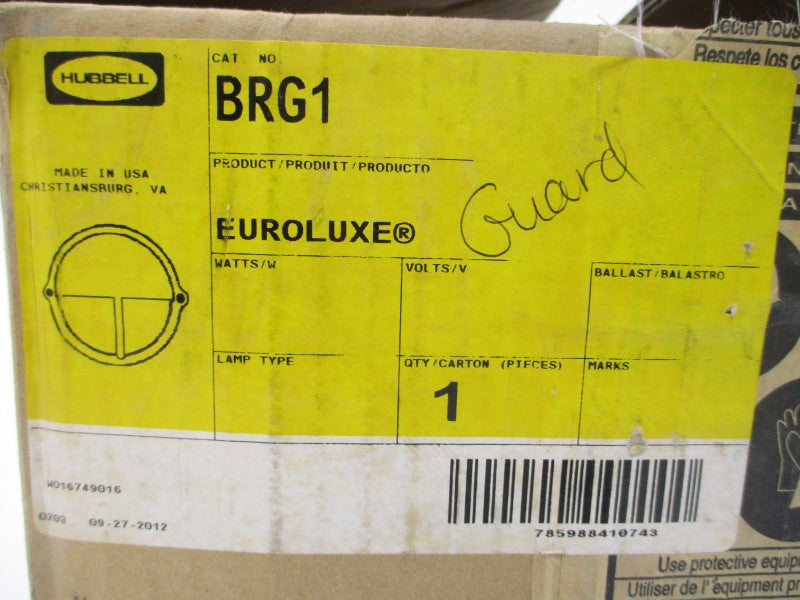 HUBBELL
CAT. NO.
BRG1
MADE IN USA
CHRISTIANSBURG, VA
PRODUCT/PRODUIT/PRODUCTO
EUROLUXE®
Guard
WATTS/W
VOLTS/V
BALLAST/BALASTRO
LAMP TYPE
QTY/CARTON (PIECES)
1
MARKS
W016749016
0203 09-27-2012
785988410743
Respete los c
Use protective equip
Utiliser de l'équipement pr